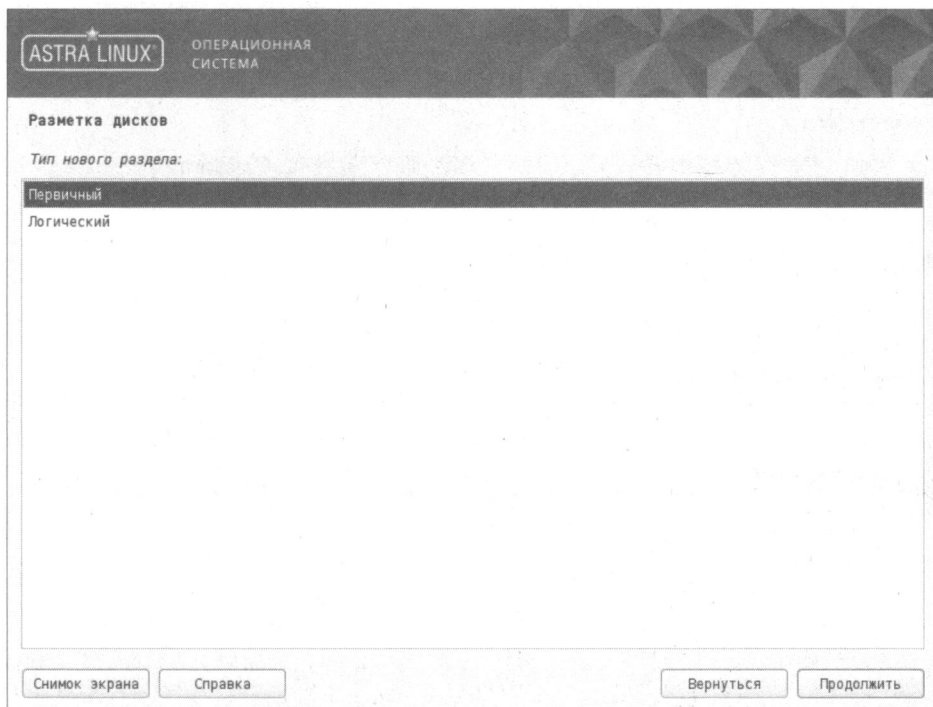 ASTRA LINUX®
ОПЕРАЦИОННАЯ
СИСТЕМА
Разметка дисков
Тип нового раздела:
Первичный
Логический
Снимок экрана
Справка
Вернуться
Продолжить